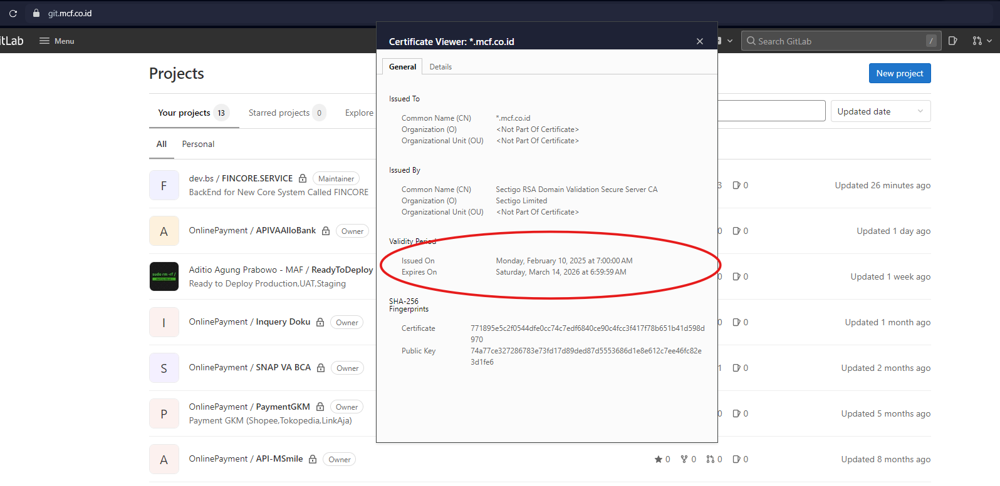 git.mcf.co.id
itLab
Menu
Search GitLab
/
Projects
New project
Your projects 13
Starred projects 0
Explore
Updated date
All
Personal
F
dev.bs / FINCORE.SERVICE
Maintainer
BackEnd for New Core System Called FINCORE
3
0
Updated 26 minutes ago
A
OnlinePayment / APIVAAlloBank
Owner
0
0
Updated 1 day ago
Aditio Agung Prabowo - MAF / ReadyToDeploy
Ready to Deploy Production,UAT,Staging
sudo rm -rf /
0
0
Updated 1 week ago
I
OnlinePayment / Inquery Doku
Owner
0
0
Updated 1 month ago
S
OnlinePayment / SNAP VA BCA
Owner
1
0
Updated 2 months ago
P
OnlinePayment / PaymentGKM
Owner
Payment GKM (Shopee,Tokopedia,LinkAja)
0
0
Updated 5 months ago
A
OnlinePayment / API-MSmile
Owner
0
0
0
0
Updated 8 months ago
Certificate Viewer: *.mcf.co.id
General
Details
Issued To
Common Name (CN) *.mcf.co.id
Organization (O) <Not Part Of Certificate>
Organizational Unit (OU) <Not Part Of Certificate>
Issued By
Common Name (CN) Sectigo RSA Domain Validation Secure Server CA
Organization (O) Sectigo Limited
Organizational Unit (OU) <Not Part Of Certificate>
Validity Period
Issued On Monday, February 10, 2025 at 7:00:00 AM
Expires On Saturday, March 14, 2026 at 6:59:59 AM
SHA-256
Fingerprints
Certificate 771895e5c2f0544dfe0cc74c7edf6840ce90c4fcc3f417f78b651b41d598d
970
Public Key 74a77ce327286783e73fd17d89ded87d5553686d1e8e612c7ee46fc82e
3d1fe6